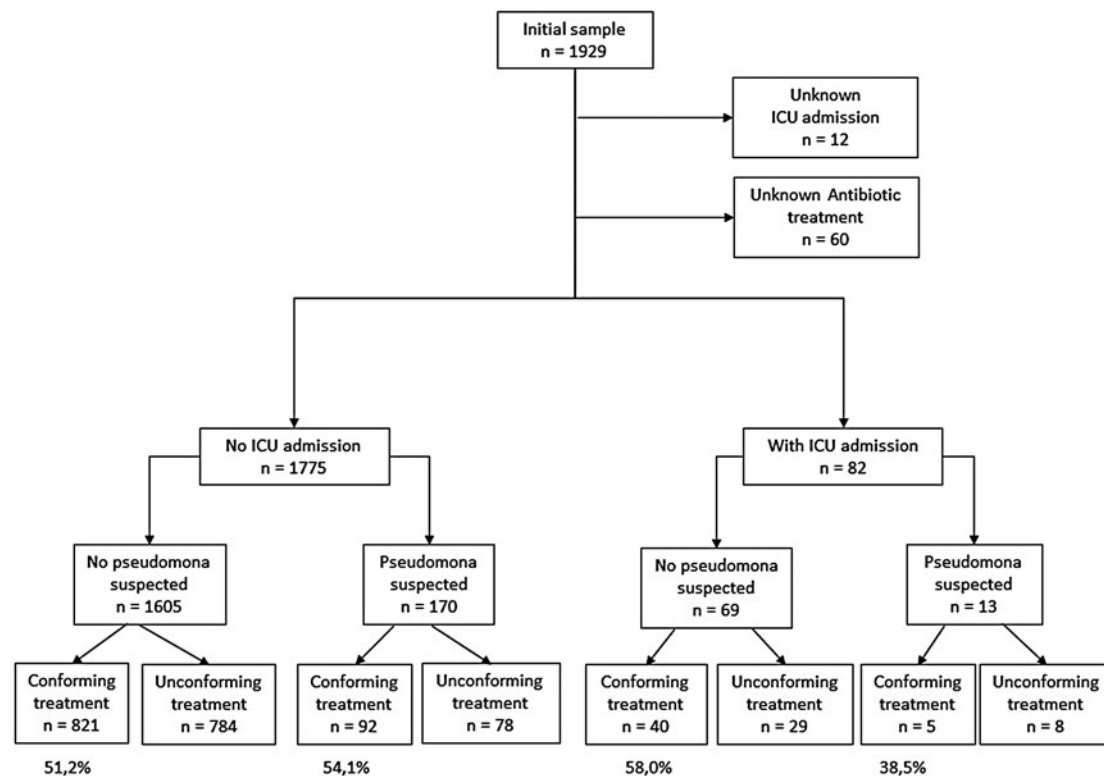 Initial sample
n = 1929
Unknown
ICU admission
n = 12
Unknown Antibiotic
treatment
n = 60
No ICU admission
n = 1775
With ICU admission
n = 82
No pseudomona
suspected
n = 1605
Pseudomona
suspected
n = 170
No pseudomona
suspected
n = 69
Pseudomona
suspected
n = 13
Conforming
treatment
n = 821
Unconforming
treatment
n = 784
Conforming
treatment
n = 92
Unconforming
treatment
n = 78
Conforming
treatment
n = 40
Unconforming
treatment
n = 29
Conforming
treatment
n = 5
Unconforming
treatment
n = 8
51,2%
54,1%
58,0%
38,5%